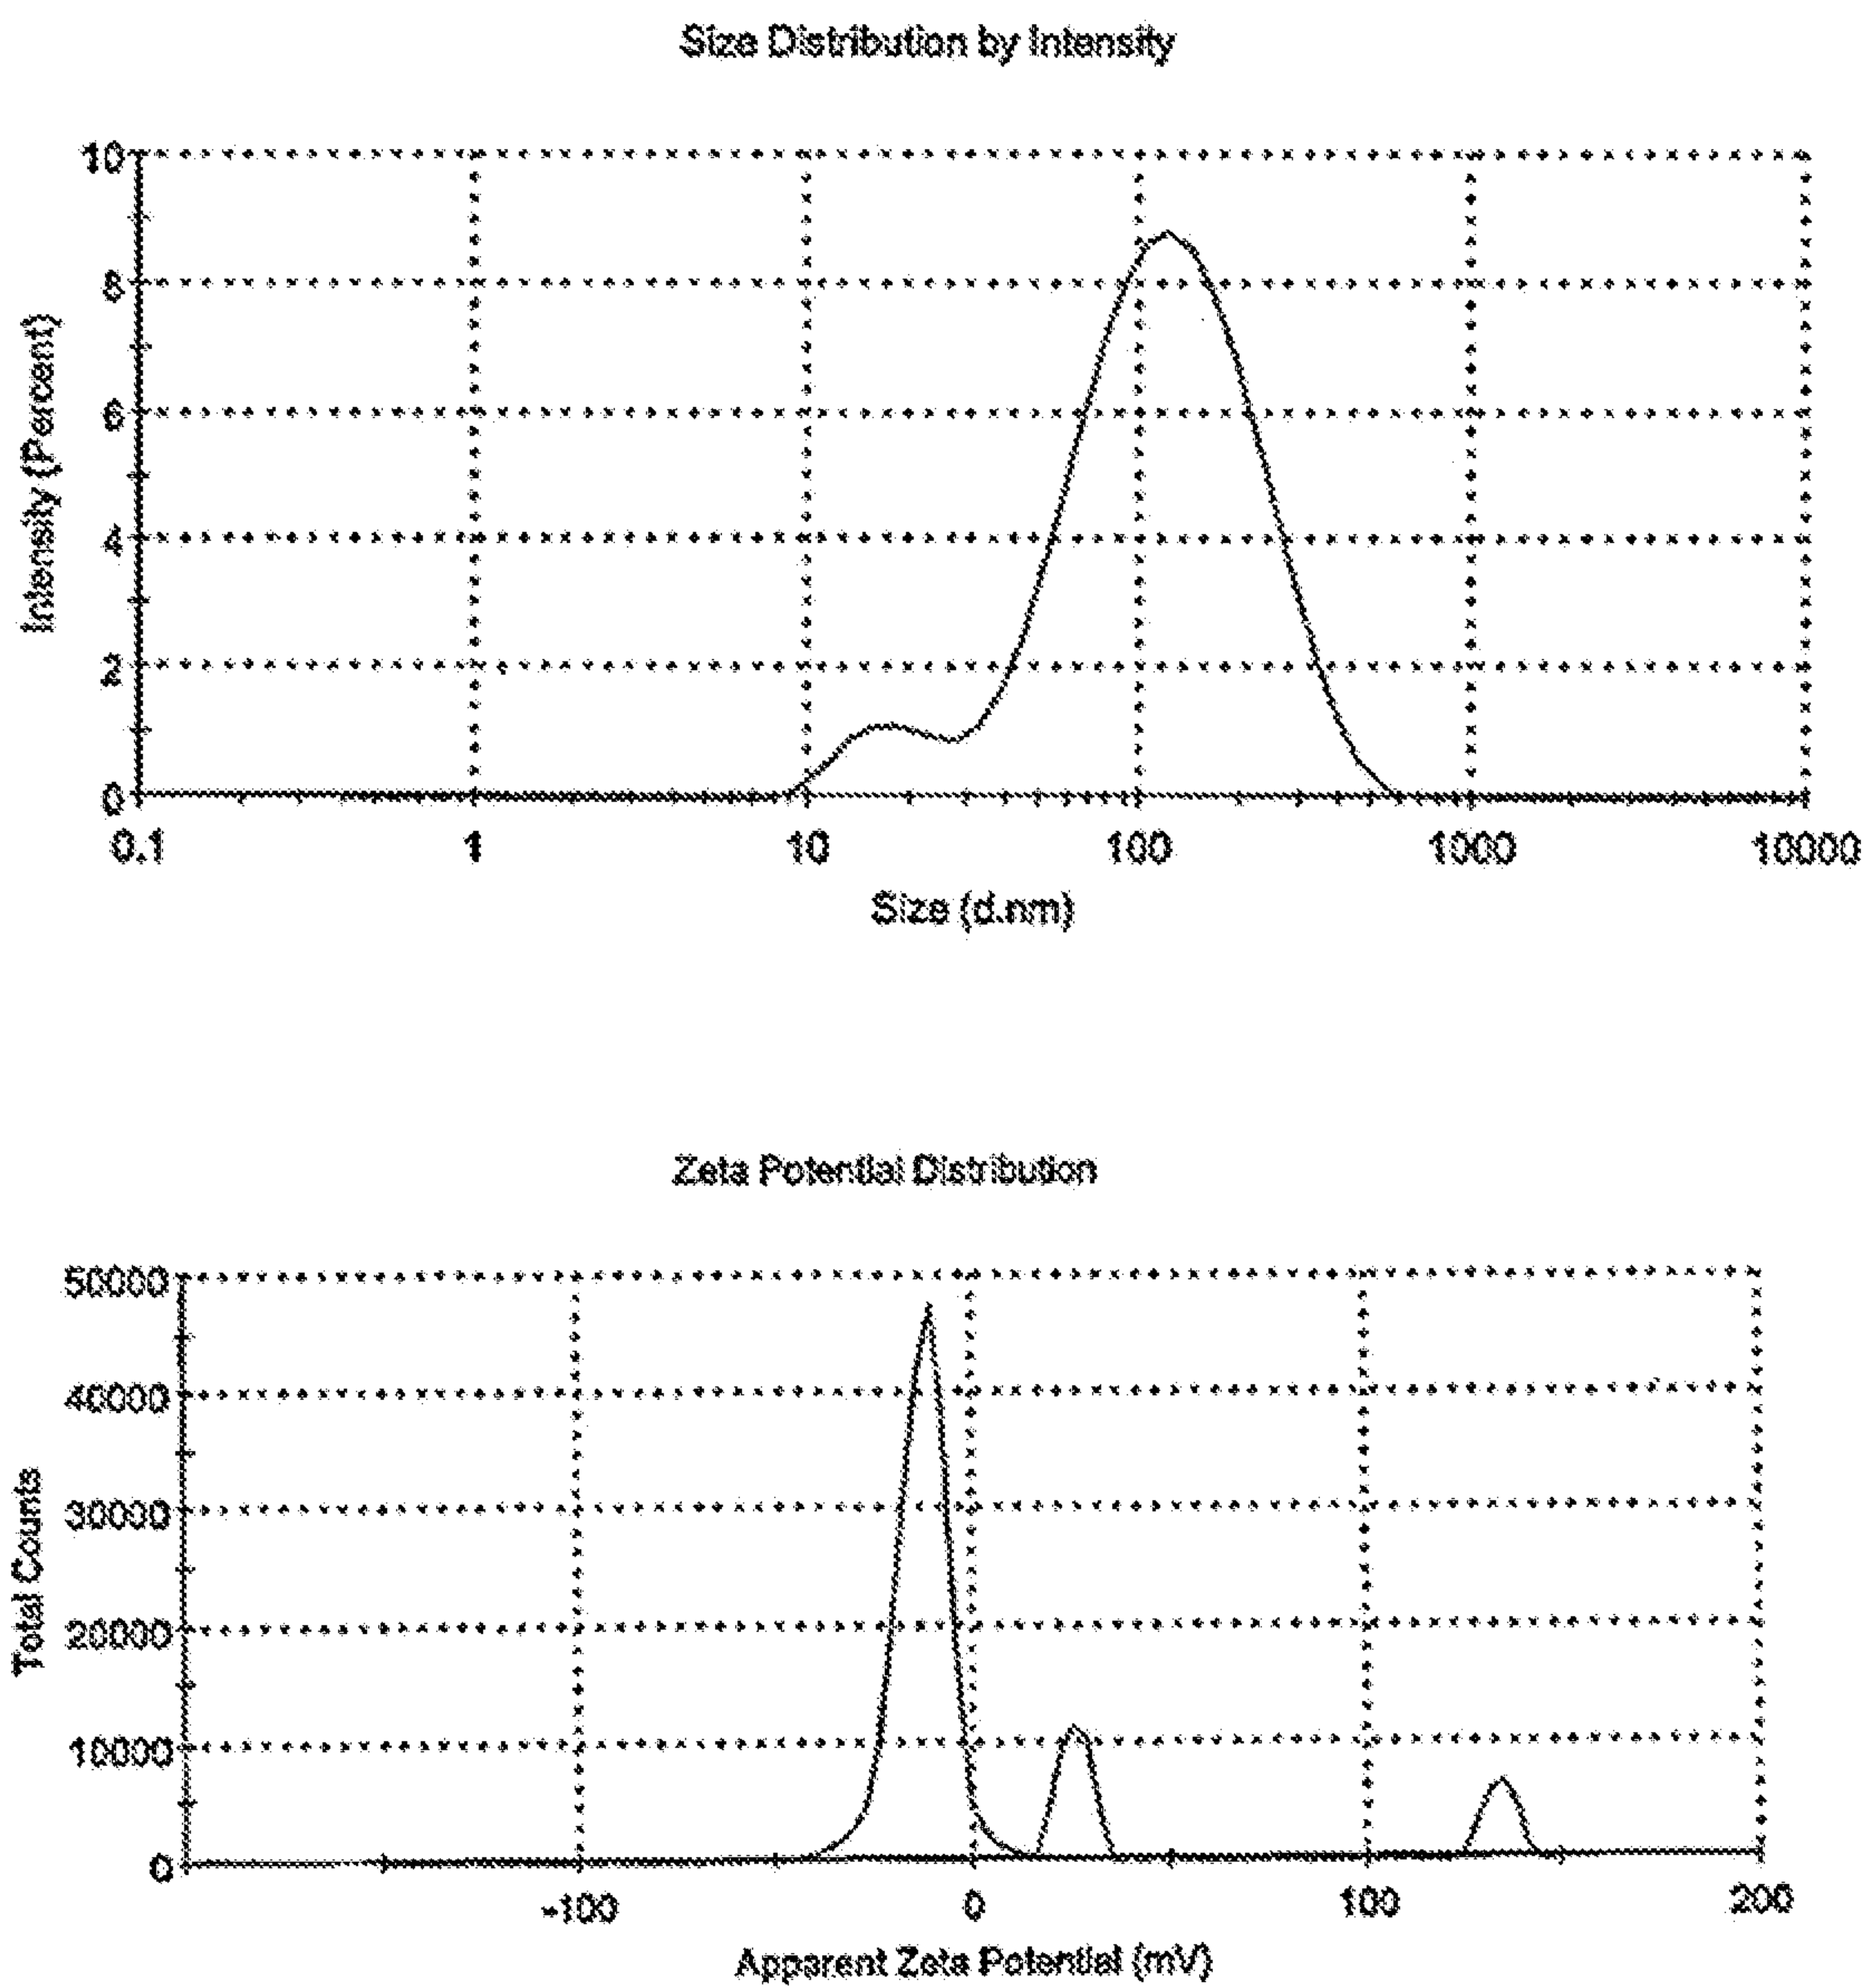 Size Distribution by Intensity
10
8
6
4
2
0
Intensity (Percent)
0.1 1 10 100 1000 10000
Size (d.nm)
Zeta Potential Distribution
50000
40000
30000
20000
10000
0
Total Counts
-100 0 100 200
Apparent Zeta Potential (mV)